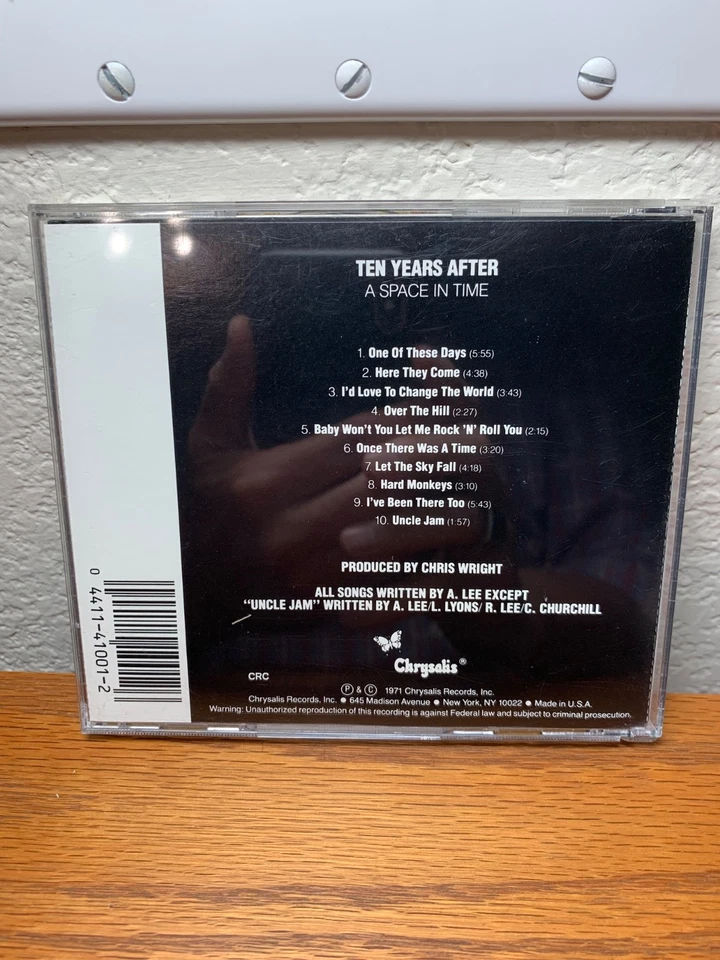 TEN YEARS AFTER
A SPACE IN TIME
1. One Of These Days (5:55)
2. Here They Come (4:38)
3. I'd Love To Change The World (3:43)
4. Over The Hill (2:27)
5. Baby Won't You Let Me Rock 'N' Roll You (2:15)
6. Once There Was A Time (3:20)
7. Let The Sky Fall (4:18)
8. Hard Monkeys (3:10)
9. I've Been There Too (5:43)
10. Uncle Jam (1:57)
PRODUCED BY CHRIS WRIGHT
ALL SONGS WRITTEN BY A. LEE EXCEPT
"UNCLE JAM" WRITTEN BY A. LEE/L. LYONS/ R. LEE/C. CHURCHILL
Chrysalis®
CRC
Ⓟ & Ⓒ 1971 Chrysalis Records, Inc.
Chrysalis Records, Inc. ● 645 Madison Avenue ● New York, NY 10022 ● Made in U.S.A.
Warning: Unauthorized reproduction of this recording is against Federal law and subject to criminal prosecution.
0 4411-41001-2